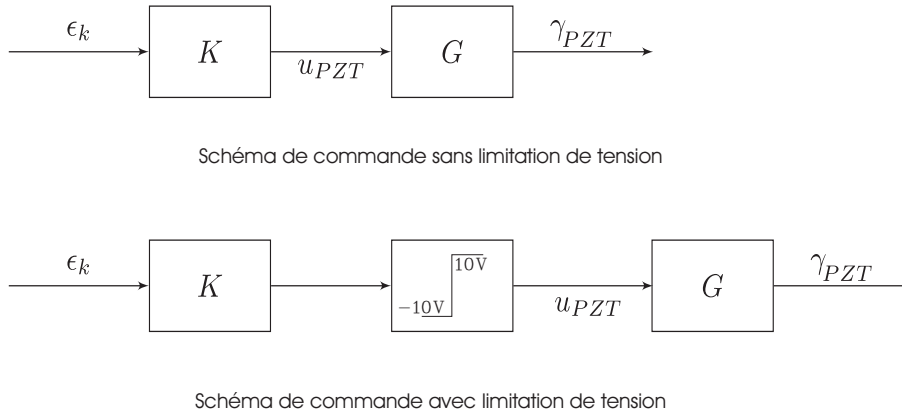 ϵ_k
K
u_PZT
G
γ_PZT
Schéma de commande sans limitation de tension
ϵ_k
K
10V
−10V
u_PZT
G
γ_PZT
Schéma de commande avec limitation de tension